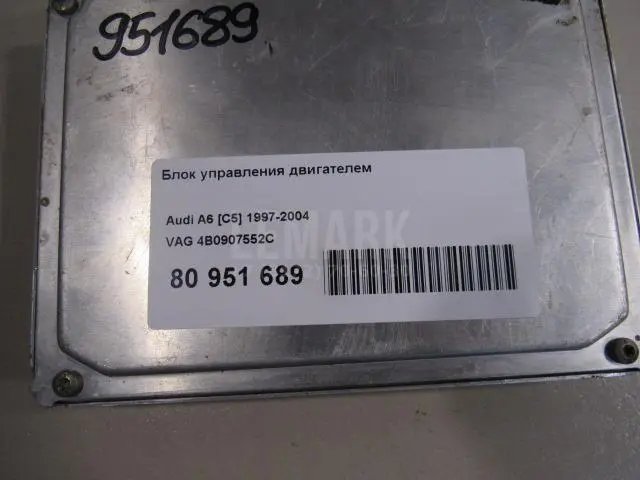 951689
Блок управления двигателем
Audi A6 [C5] 1997-2004
VAG 4B0907552C
80 951 689